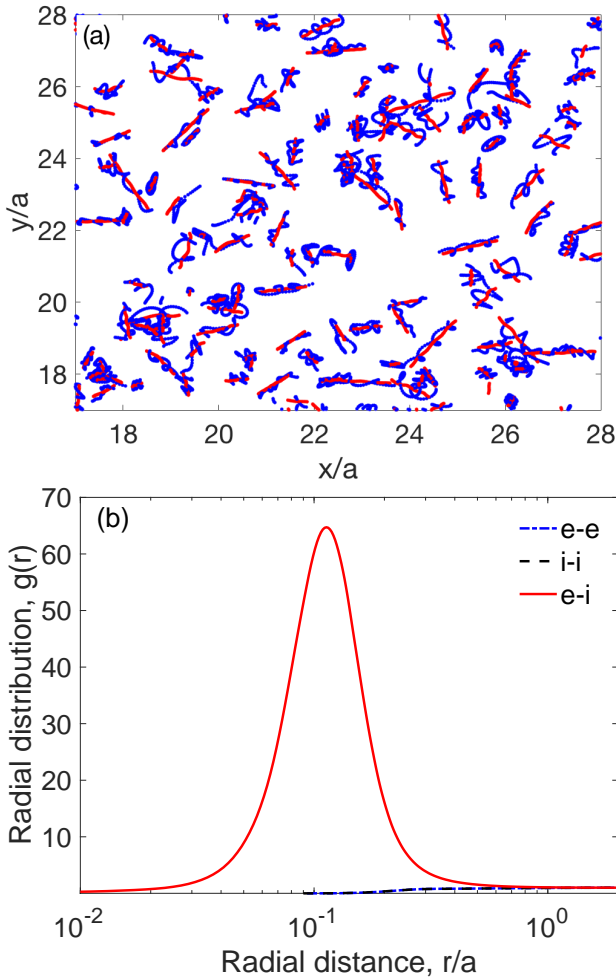 (a)
28
26
24
22
20
18
y/a
18 20 22 24 26 28
x/a
(b)
70
60
50
40
30
20
10
Radial distribution, g(r)
e-e
i-i
e-i
10^-2 10^-1 10^0
Radial distance, r/a